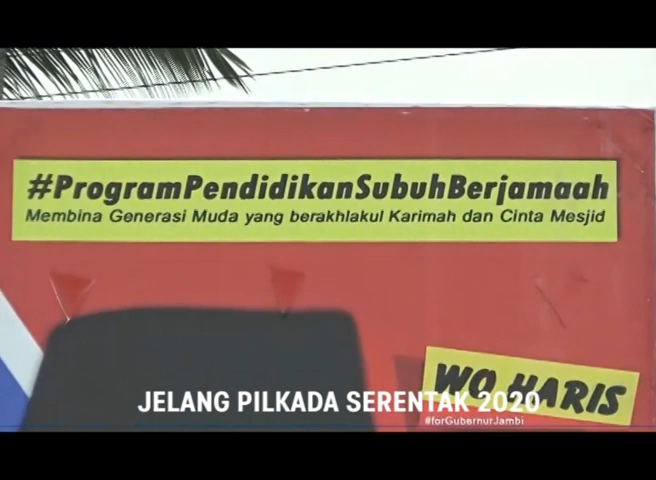 #ProgramPendidikanSubuhBerjamaah
Membina Generasi Muda yang berakhlakul Karimah dan Cinta Mesjid
WO HARIS
JELANG PILKADA SERENTAK 2020
#forGubernurJambi